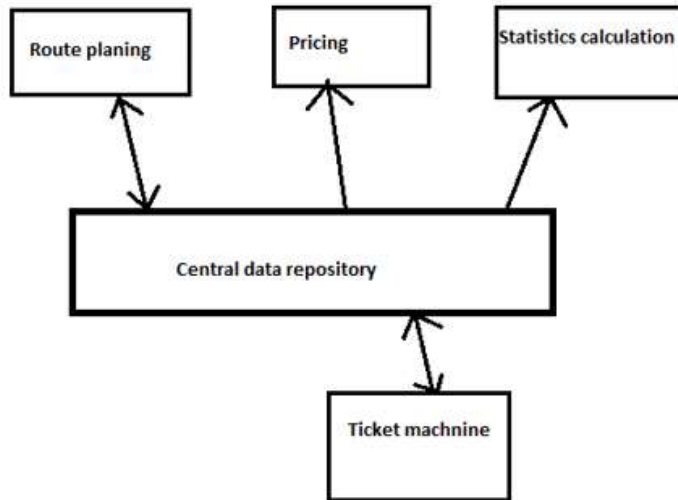 Route planing
Pricing
Statistics calculation
Central data repository
Ticket machnine